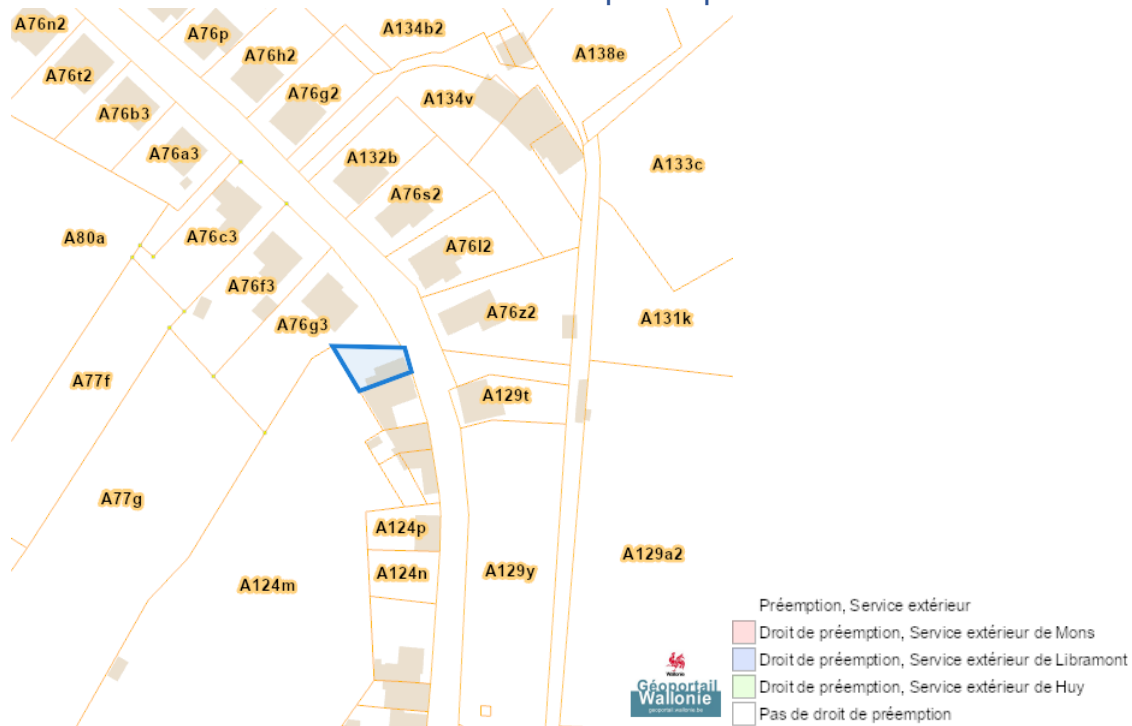 A76n2
A76p
A134b2
A138e
A76h2
A76t2
A76g2
A134v
A76b3
A76a3
A132b
A133c
A76s2
A80a
A76c3
A76l2
A76f3
A76z2
A131k
A76g3
A77f
A129t
A77g
A124p
A129a2
A124n
A129y
A124m
Préemption, Service extérieur
Droit de préemption, Service extérieur de Mons
Droit de préemption, Service extérieur de Libramont
Droit de préemption, Service extérieur de Huy
Pas de droit de préemption
Wallonie
Géoportail
Wallonie
geoportail.wallonie.be